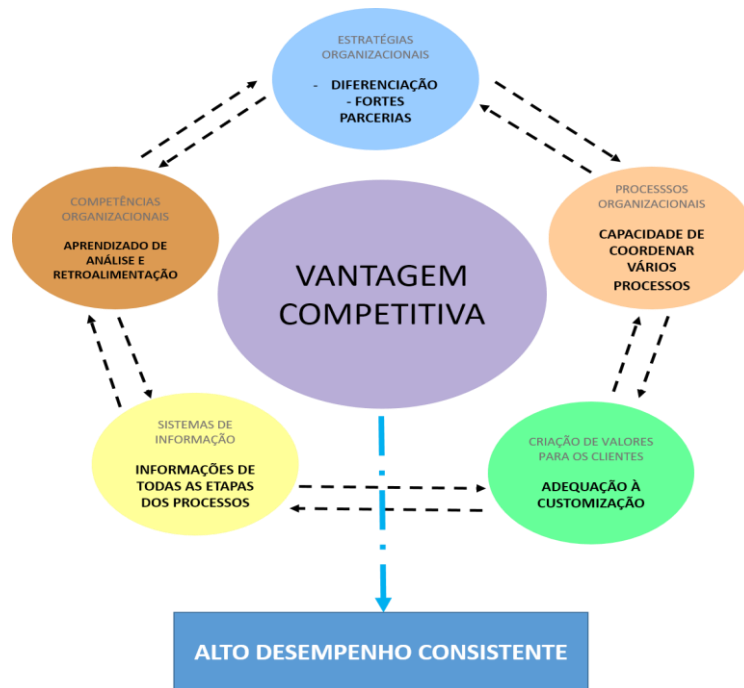 ESTRATÉGIAS
ORGANIZACIONAIS
- DIFERENCIAÇÃO
- FORTES
PARCERIAS
COMPETÊNCIAS
ORGANIZACIONAIS
APRENDIZADO DE
ANÁLISE E
RETROALIMENTAÇÃO
PROCESSSOS
ORGANIZACIONAIS
CAPACIDADE DE
COORDENAR
VÁRIOS
PROCESSOS
VANTAGEM
COMPETITIVA
SISTEMAS DE
INFORMAÇÃO
INFORMAÇÕES DE
TODAS AS ETAPAS
DOS PROCESSOS
CRIAÇÃO DE VALORES
PARA OS CLIENTES
ADEQUAÇÃO À
CUSTOMIZAÇÃO
ALTO DESEMPENHO CONSISTENTE